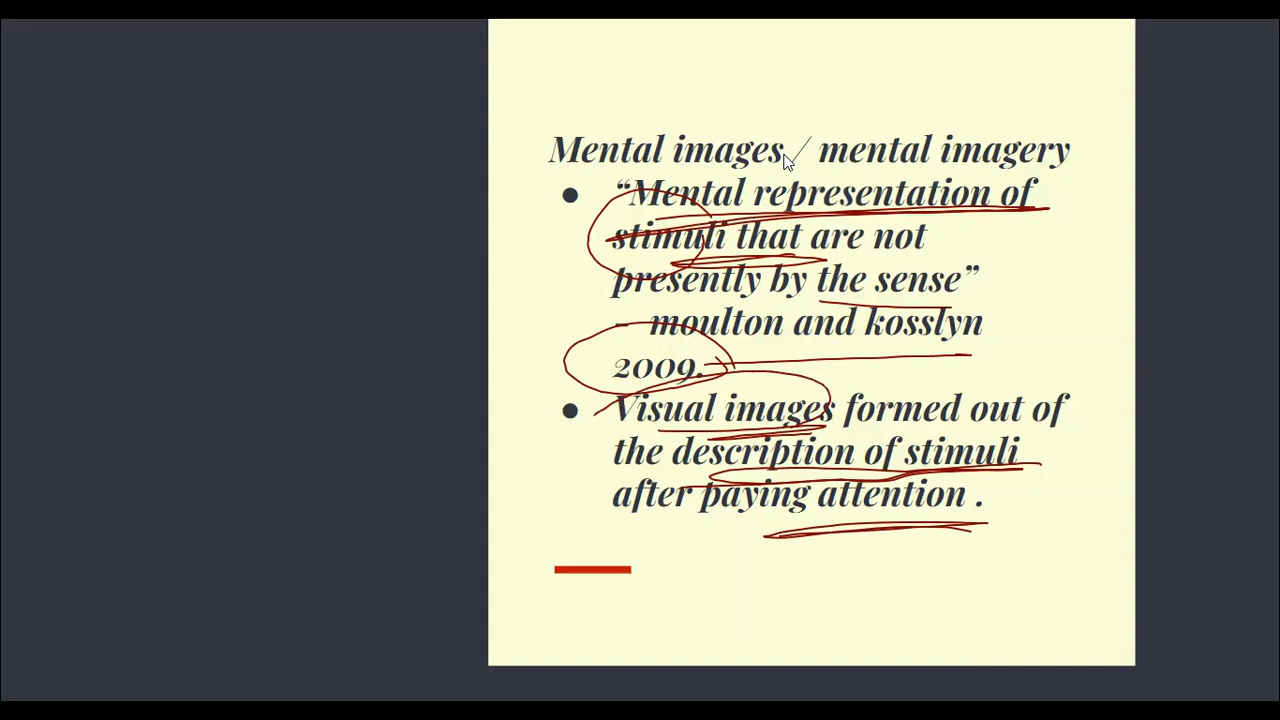 Mental images / mental imagery
● “Mental representation of
stimuli that are not
presently by the sense”
– moulton and kosslyn
2009.
● Visual images formed out of
the description of stimuli
after paying attention .